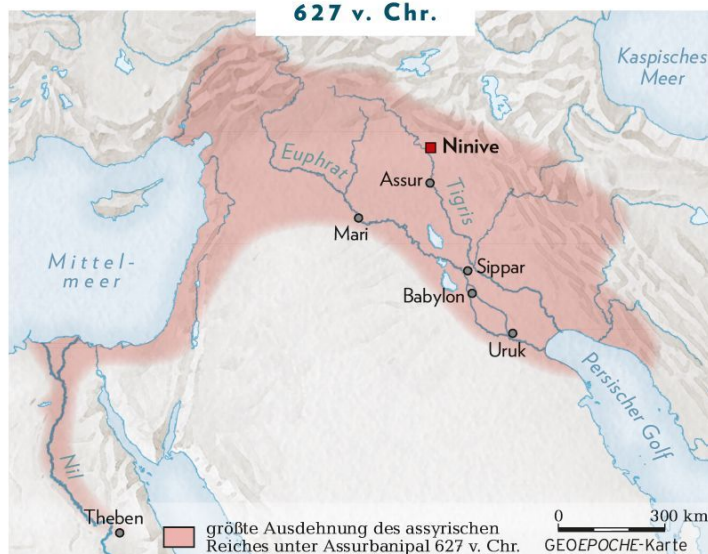 627 v. Chr.
Kaspisches
Meer
Ninive
Euphrat
Assur
Tigris
Mari
Mittel-
meer
Sippar
Babylon
Uruk
Persischer Golf
Nil
Theben
größte Ausdehnung des assyrischen
Reiches unter Assurbanipal 627 v. Chr.
0 300 km
GEOEPOCHE-Karte